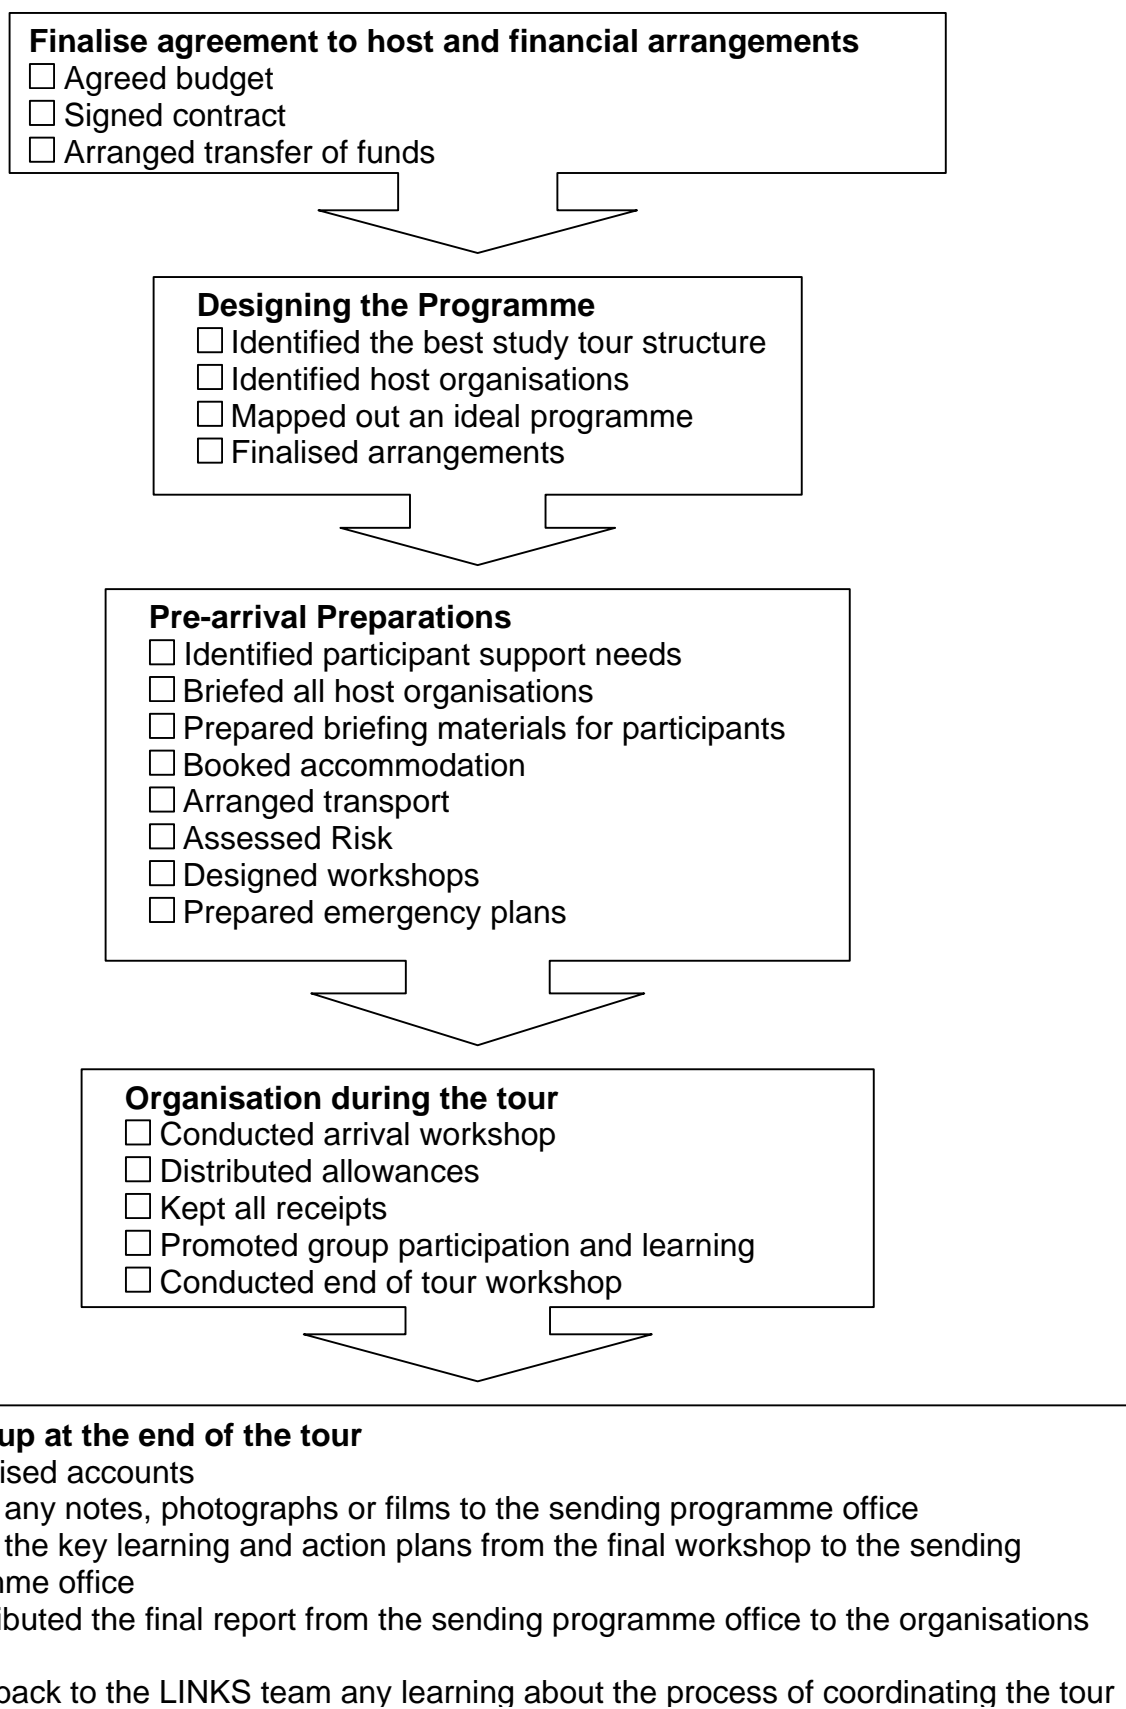 Finalise agreement to host and financial arrangements
☐ Agreed budget
☐ Signed contract
☐ Arranged transfer of funds
Designing the Programme
☐ Identified the best study tour structure
☐ Identified host organisations
☐ Mapped out an ideal programme
☐ Finalised arrangements
Pre-arrival Preparations
☐ Identified participant support needs
☐ Briefed all host organisations
☐ Prepared briefing materials for participants
☐ Booked accommodation
☐ Arranged transport
☐ Assessed Risk
☐ Designed workshops
☐ Prepared emergency plans
Organisation during the tour
☐ Conducted arrival workshop
☐ Distributed allowances
☐ Kept all receipts
☐ Promoted group participation and learning
☐ Conducted end of tour workshop
up at the end of the tour
ised accounts
any notes, photographs or films to the sending programme office
the key learning and action plans from the final workshop to the sending
me office
ibuted the final report from the sending programme office to the organisations
back to the LINKS team any learning about the process of coordinating the tour